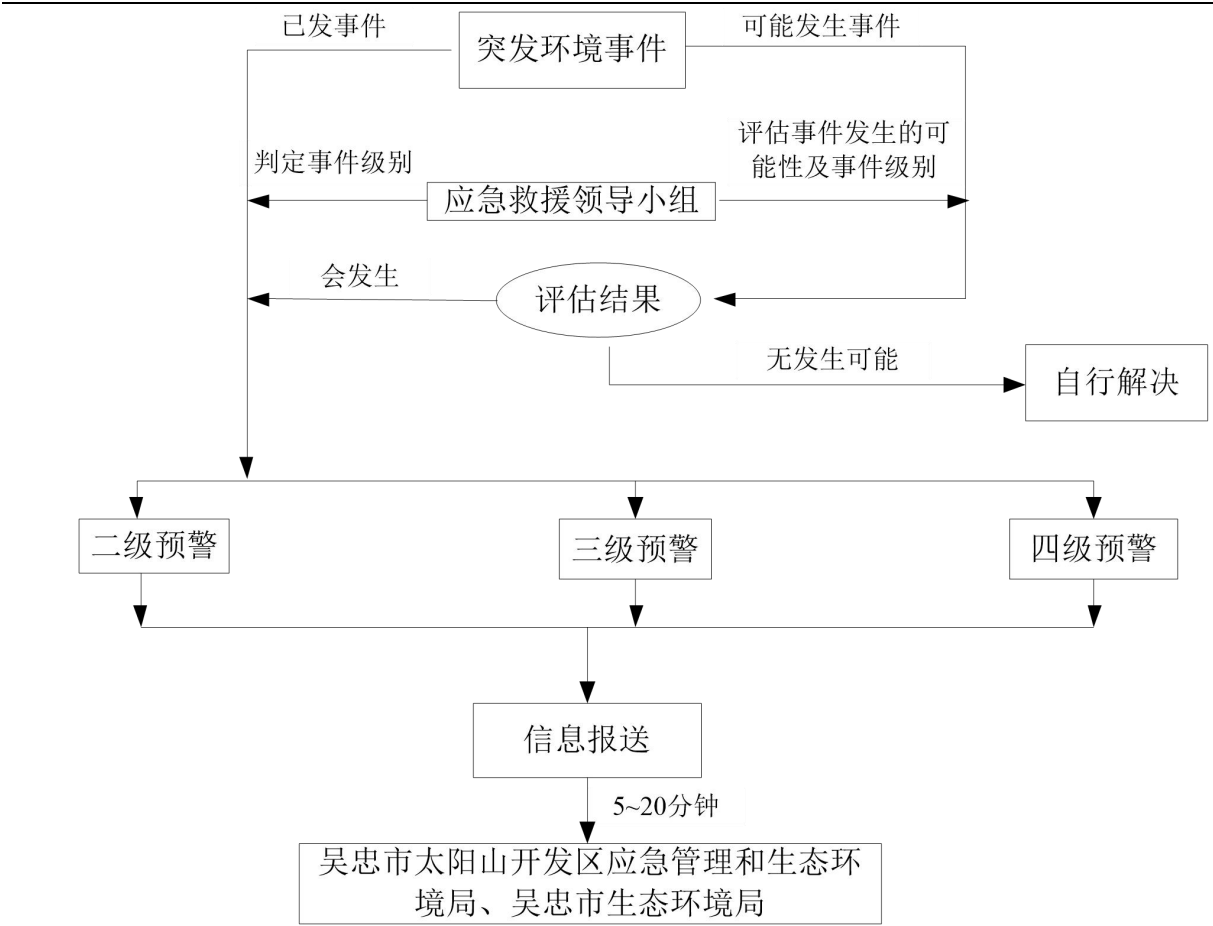 已发事件
突发环境事件
可能发生事件
判定事件级别
评估事件发生的可
能性及事件级别
应急救援领导小组
会发生
评估结果
无发生可能
自行解决
二级预警
三级预警
四级预警
信息报送
5~20分钟
吴忠市太阳山开发区应急管理和生态环
境局、吴忠市生态环境局